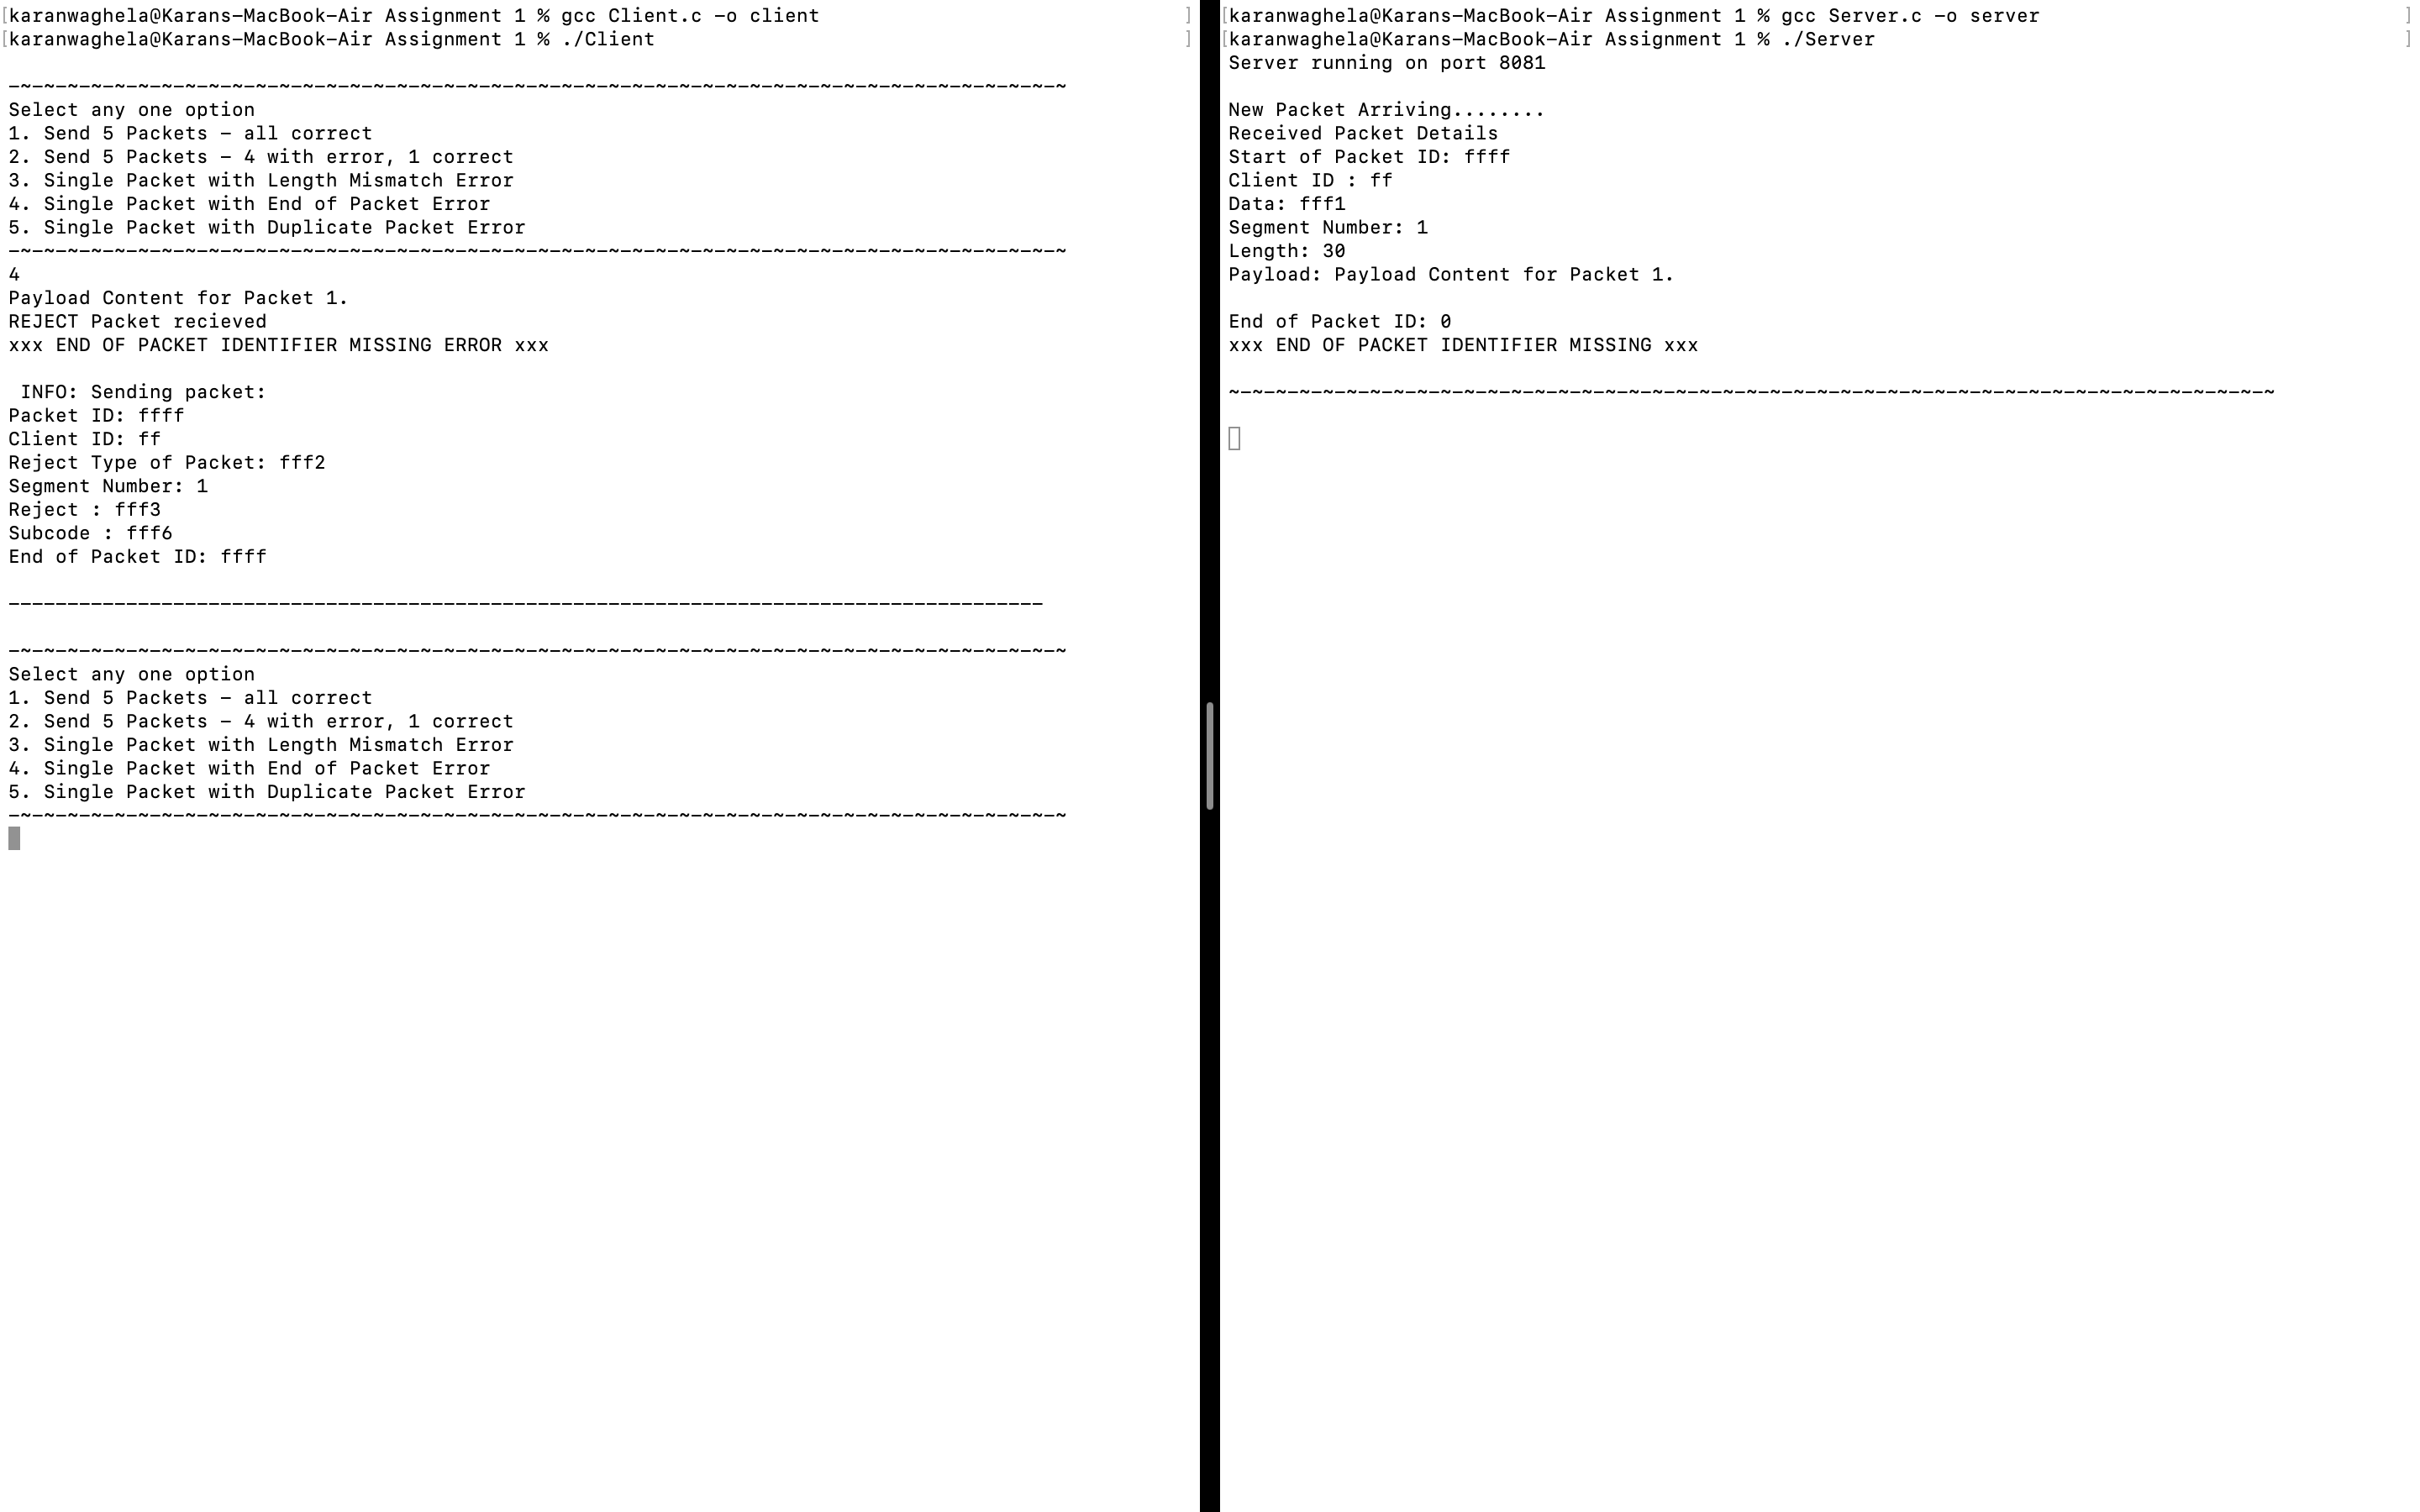 [karanwaghela@Karans-MacBook-Air Assignment 1 % gcc Client.c -o client ]
[karanwaghela@Karans-MacBook-Air Assignment 1 % ./Client ]
-~-~-~-~-~-~-~-~-~-~-~-~-~-~-~-~-~-~-~-~-~-~-~-~-~-~-~-~-~-~-~-~-~-~-~-~-~-~-~-~-~-~-~-~-~
Select any one option
1. Send 5 Packets - all correct
2. Send 5 Packets - 4 with error, 1 correct
3. Single Packet with Length Mismatch Error
4. Single Packet with End of Packet Error
5. Single Packet with Duplicate Packet Error
-~-~-~-~-~-~-~-~-~-~-~-~-~-~-~-~-~-~-~-~-~-~-~-~-~-~-~-~-~-~-~-~-~-~-~-~-~-~-~-~-~-~-~-~-~
4
Payload Content for Packet 1.
REJECT Packet recieved
xxx END OF PACKET IDENTIFIER MISSING ERROR xxx
INFO: Sending packet:
Packet ID: ffff
Client ID: ff
Reject Type of Packet: fff2
Segment Number: 1
Reject : fff3
Subcode : fff6
End of Packet ID: ffff
----------------------------------------------------------------------------------------
-~-~-~-~-~-~-~-~-~-~-~-~-~-~-~-~-~-~-~-~-~-~-~-~-~-~-~-~-~-~-~-~-~-~-~-~-~-~-~-~-~-~-~-~-~
Select any one option
1. Send 5 Packets - all correct
2. Send 5 Packets - 4 with error, 1 correct
3. Single Packet with Length Mismatch Error
4. Single Packet with End of Packet Error
5. Single Packet with Duplicate Packet Error
-~-~-~-~-~-~-~-~-~-~-~-~-~-~-~-~-~-~-~-~-~-~-~-~-~-~-~-~-~-~-~-~-~-~-~-~-~-~-~-~-~-~-~-~-~
[karanwaghela@Karans-MacBook-Air Assignment 1 % gcc Server.c -o server ]
[karanwaghela@Karans-MacBook-Air Assignment 1 % ./Server ]
Server running on port 8081
New Packet Arriving........
Received Packet Details
Start of Packet ID: ffff
Client ID : ff
Data: fff1
Segment Number: 1
Length: 30
Payload: Payload Content for Packet 1.
End of Packet ID: 0
xxx END OF PACKET IDENTIFIER MISSING xxx
~-~-~-~-~-~-~-~-~-~-~-~-~-~-~-~-~-~-~-~-~-~-~-~-~-~-~-~-~-~-~-~-~-~-~-~-~-~-~-~-~-~-~-~-~